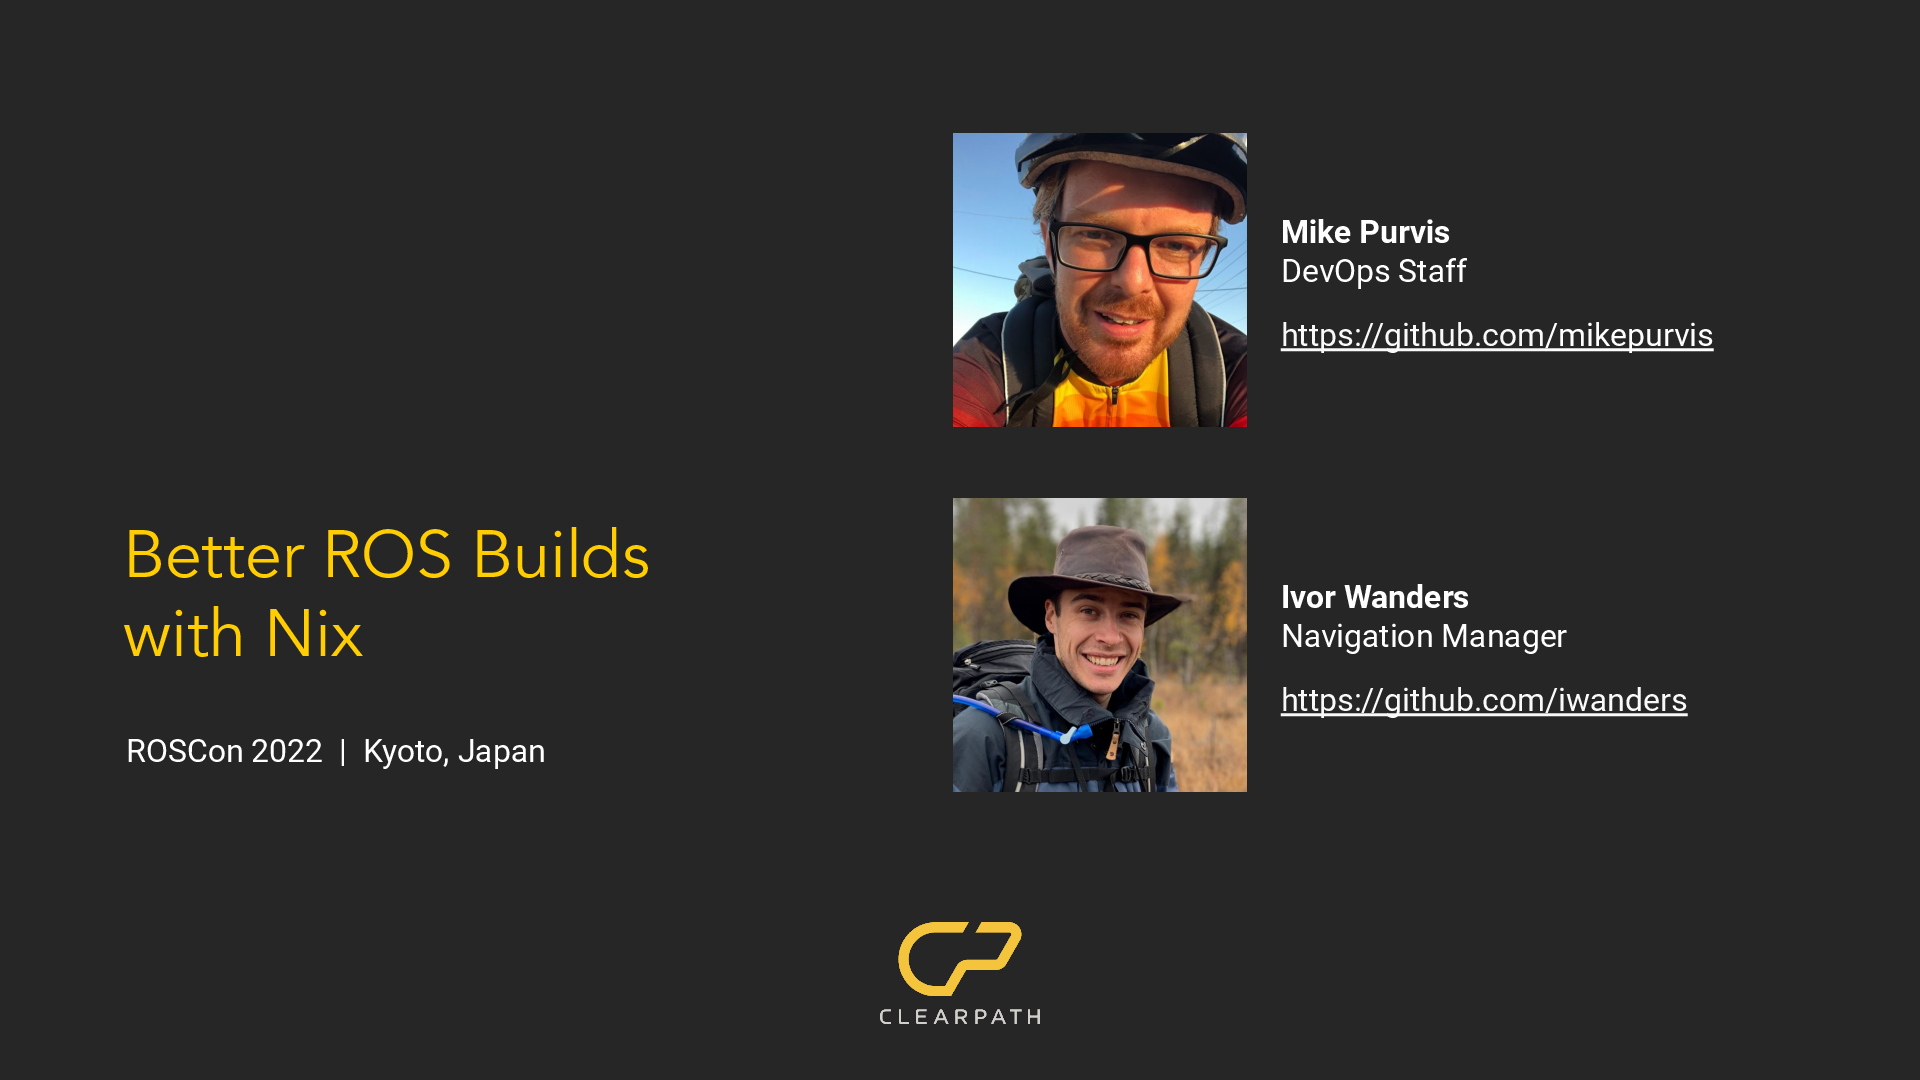 Better ROS Builds
with Nix
ROSCon 2022 | Kyoto, Japan
Mike Purvis
DevOps Staff
https://github.com/mikepurvis
Ivor Wanders
Navigation Manager
https://github.com/iwanders
CLEARPATH